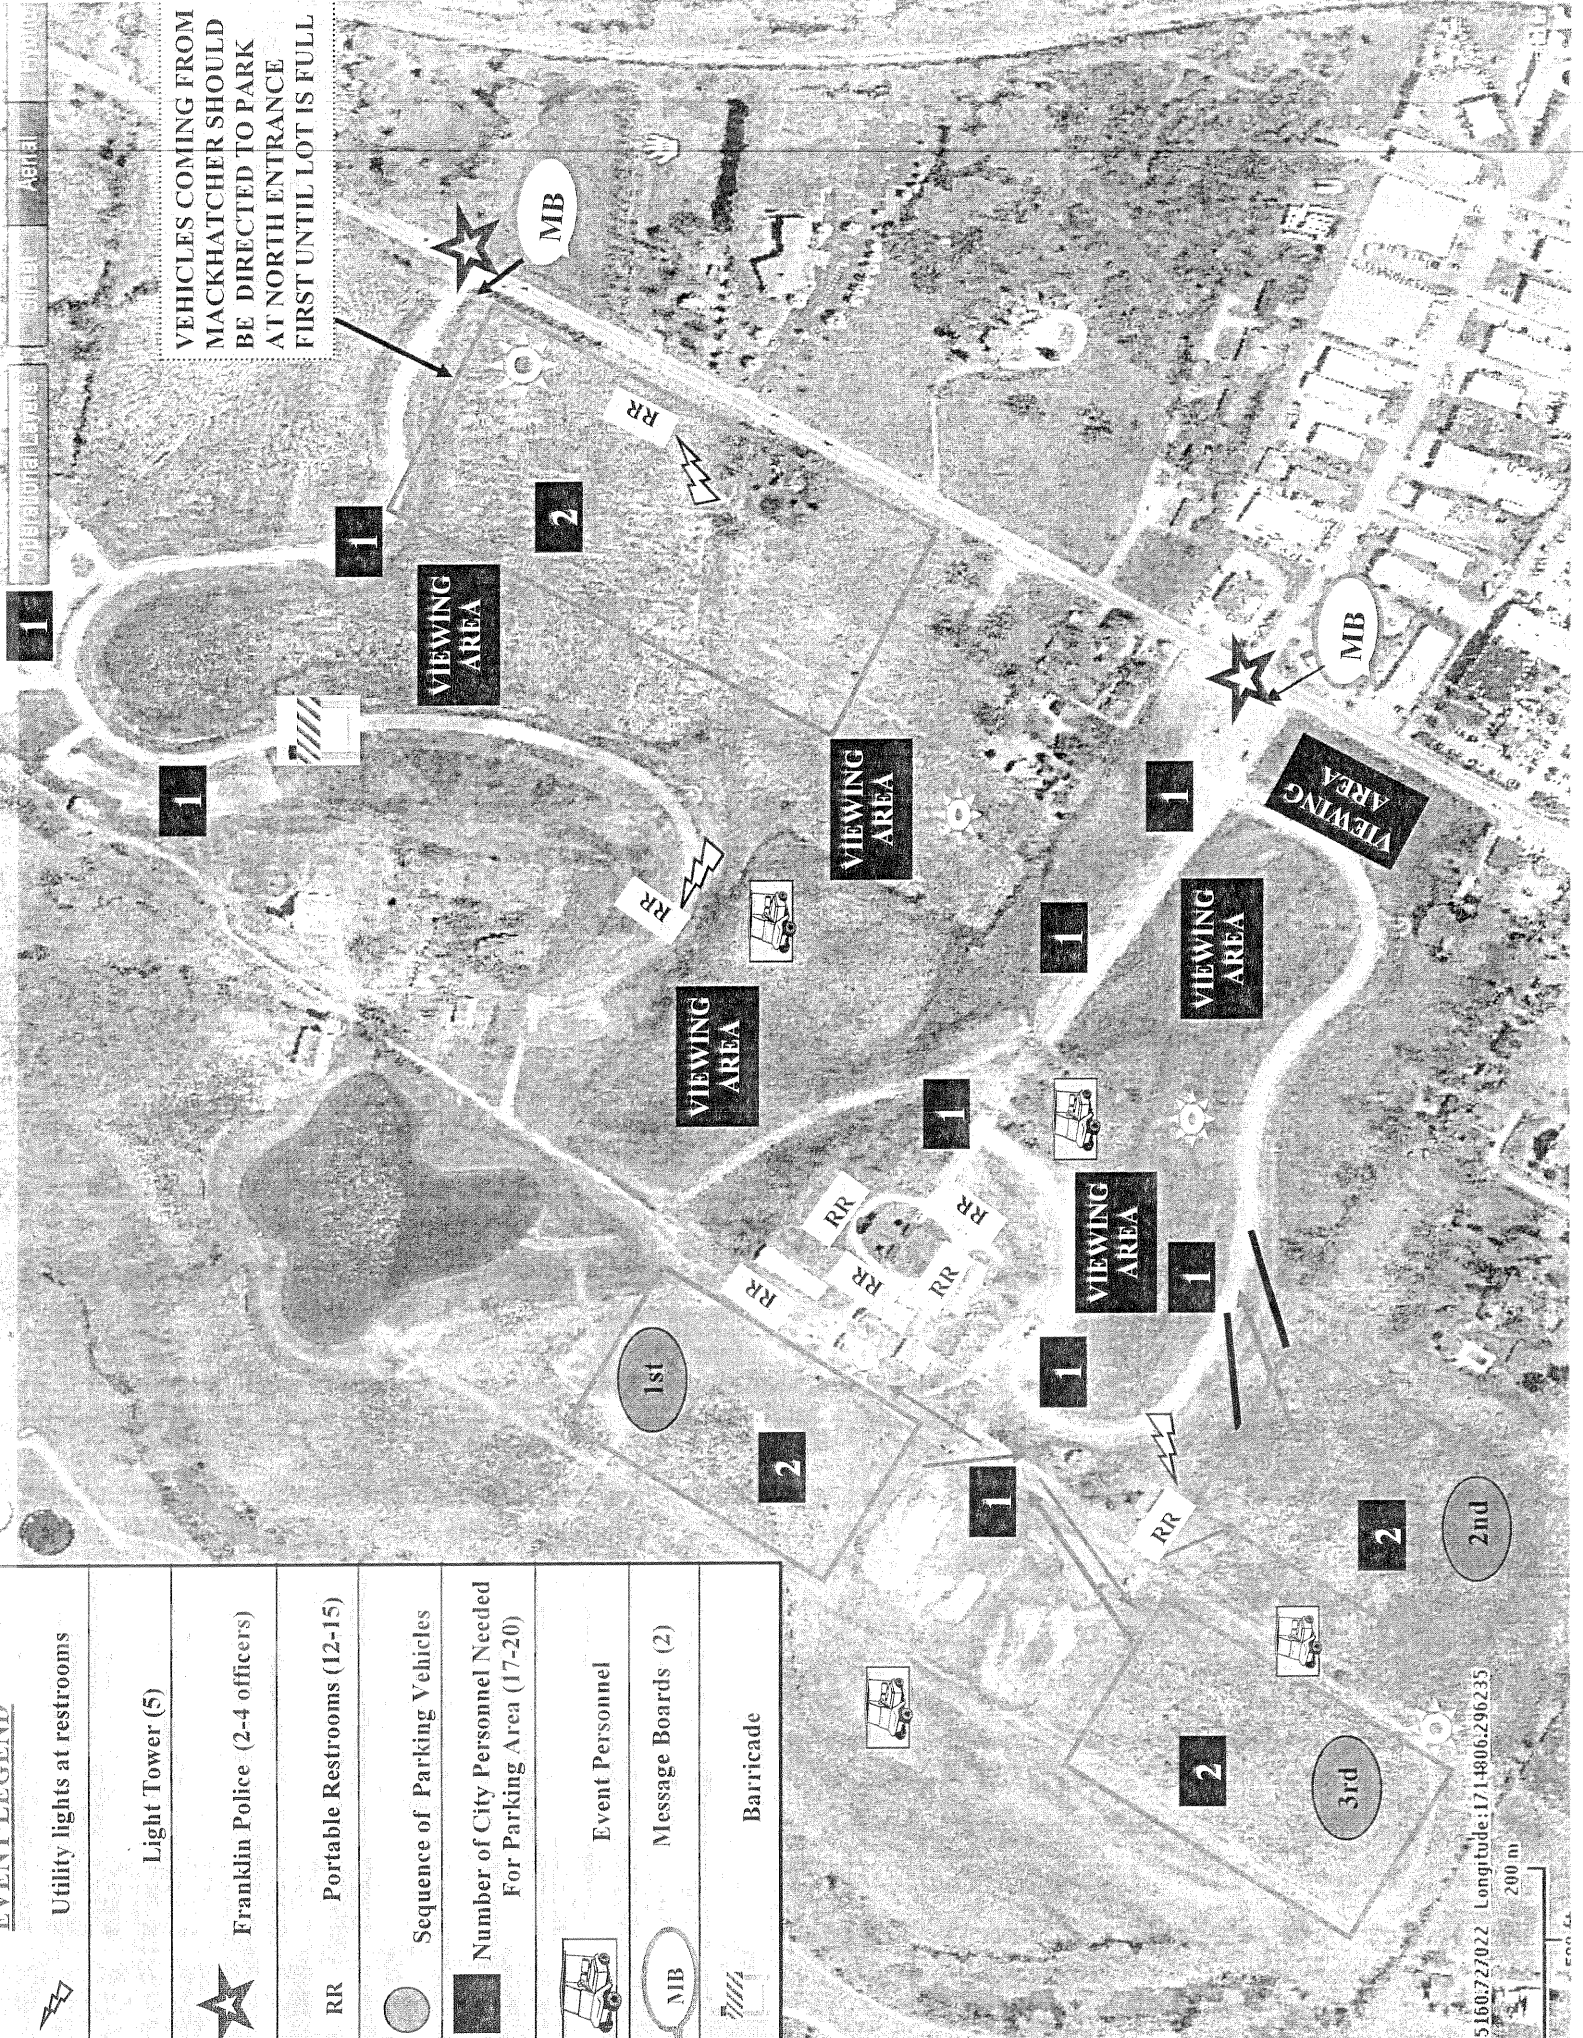 Aerial
VEHICLES COMING FROM
MACKHATCHER SHOULD
BE DIRECTED TO PARK
AT NORTH ENTRANCE
FIRST UNTIL LOT IS FULL
MB
RR
1
1
2
VIEWING
AREA
1
RR
VIEWING
AREA
VIEWING
AREA
MB
1
VIEWING
AREA
1
VIEWING
AREA
1
RR
RR
RR
RR
RR
VIEWING
AREA
1
1
1st
2
1
RR
2
2nd
2
3rd
EVENT LEGEND
Utility lights at restrooms
Light Tower (5)
Franklin Police (2-4 officers)
RR Portable Restrooms (12-15)
Sequence of Parking Vehicles
Number of City Personnel Needed
For Parking Area (17-20)
Event Personnel
MB Message Boards (2)
Barricade
200 m